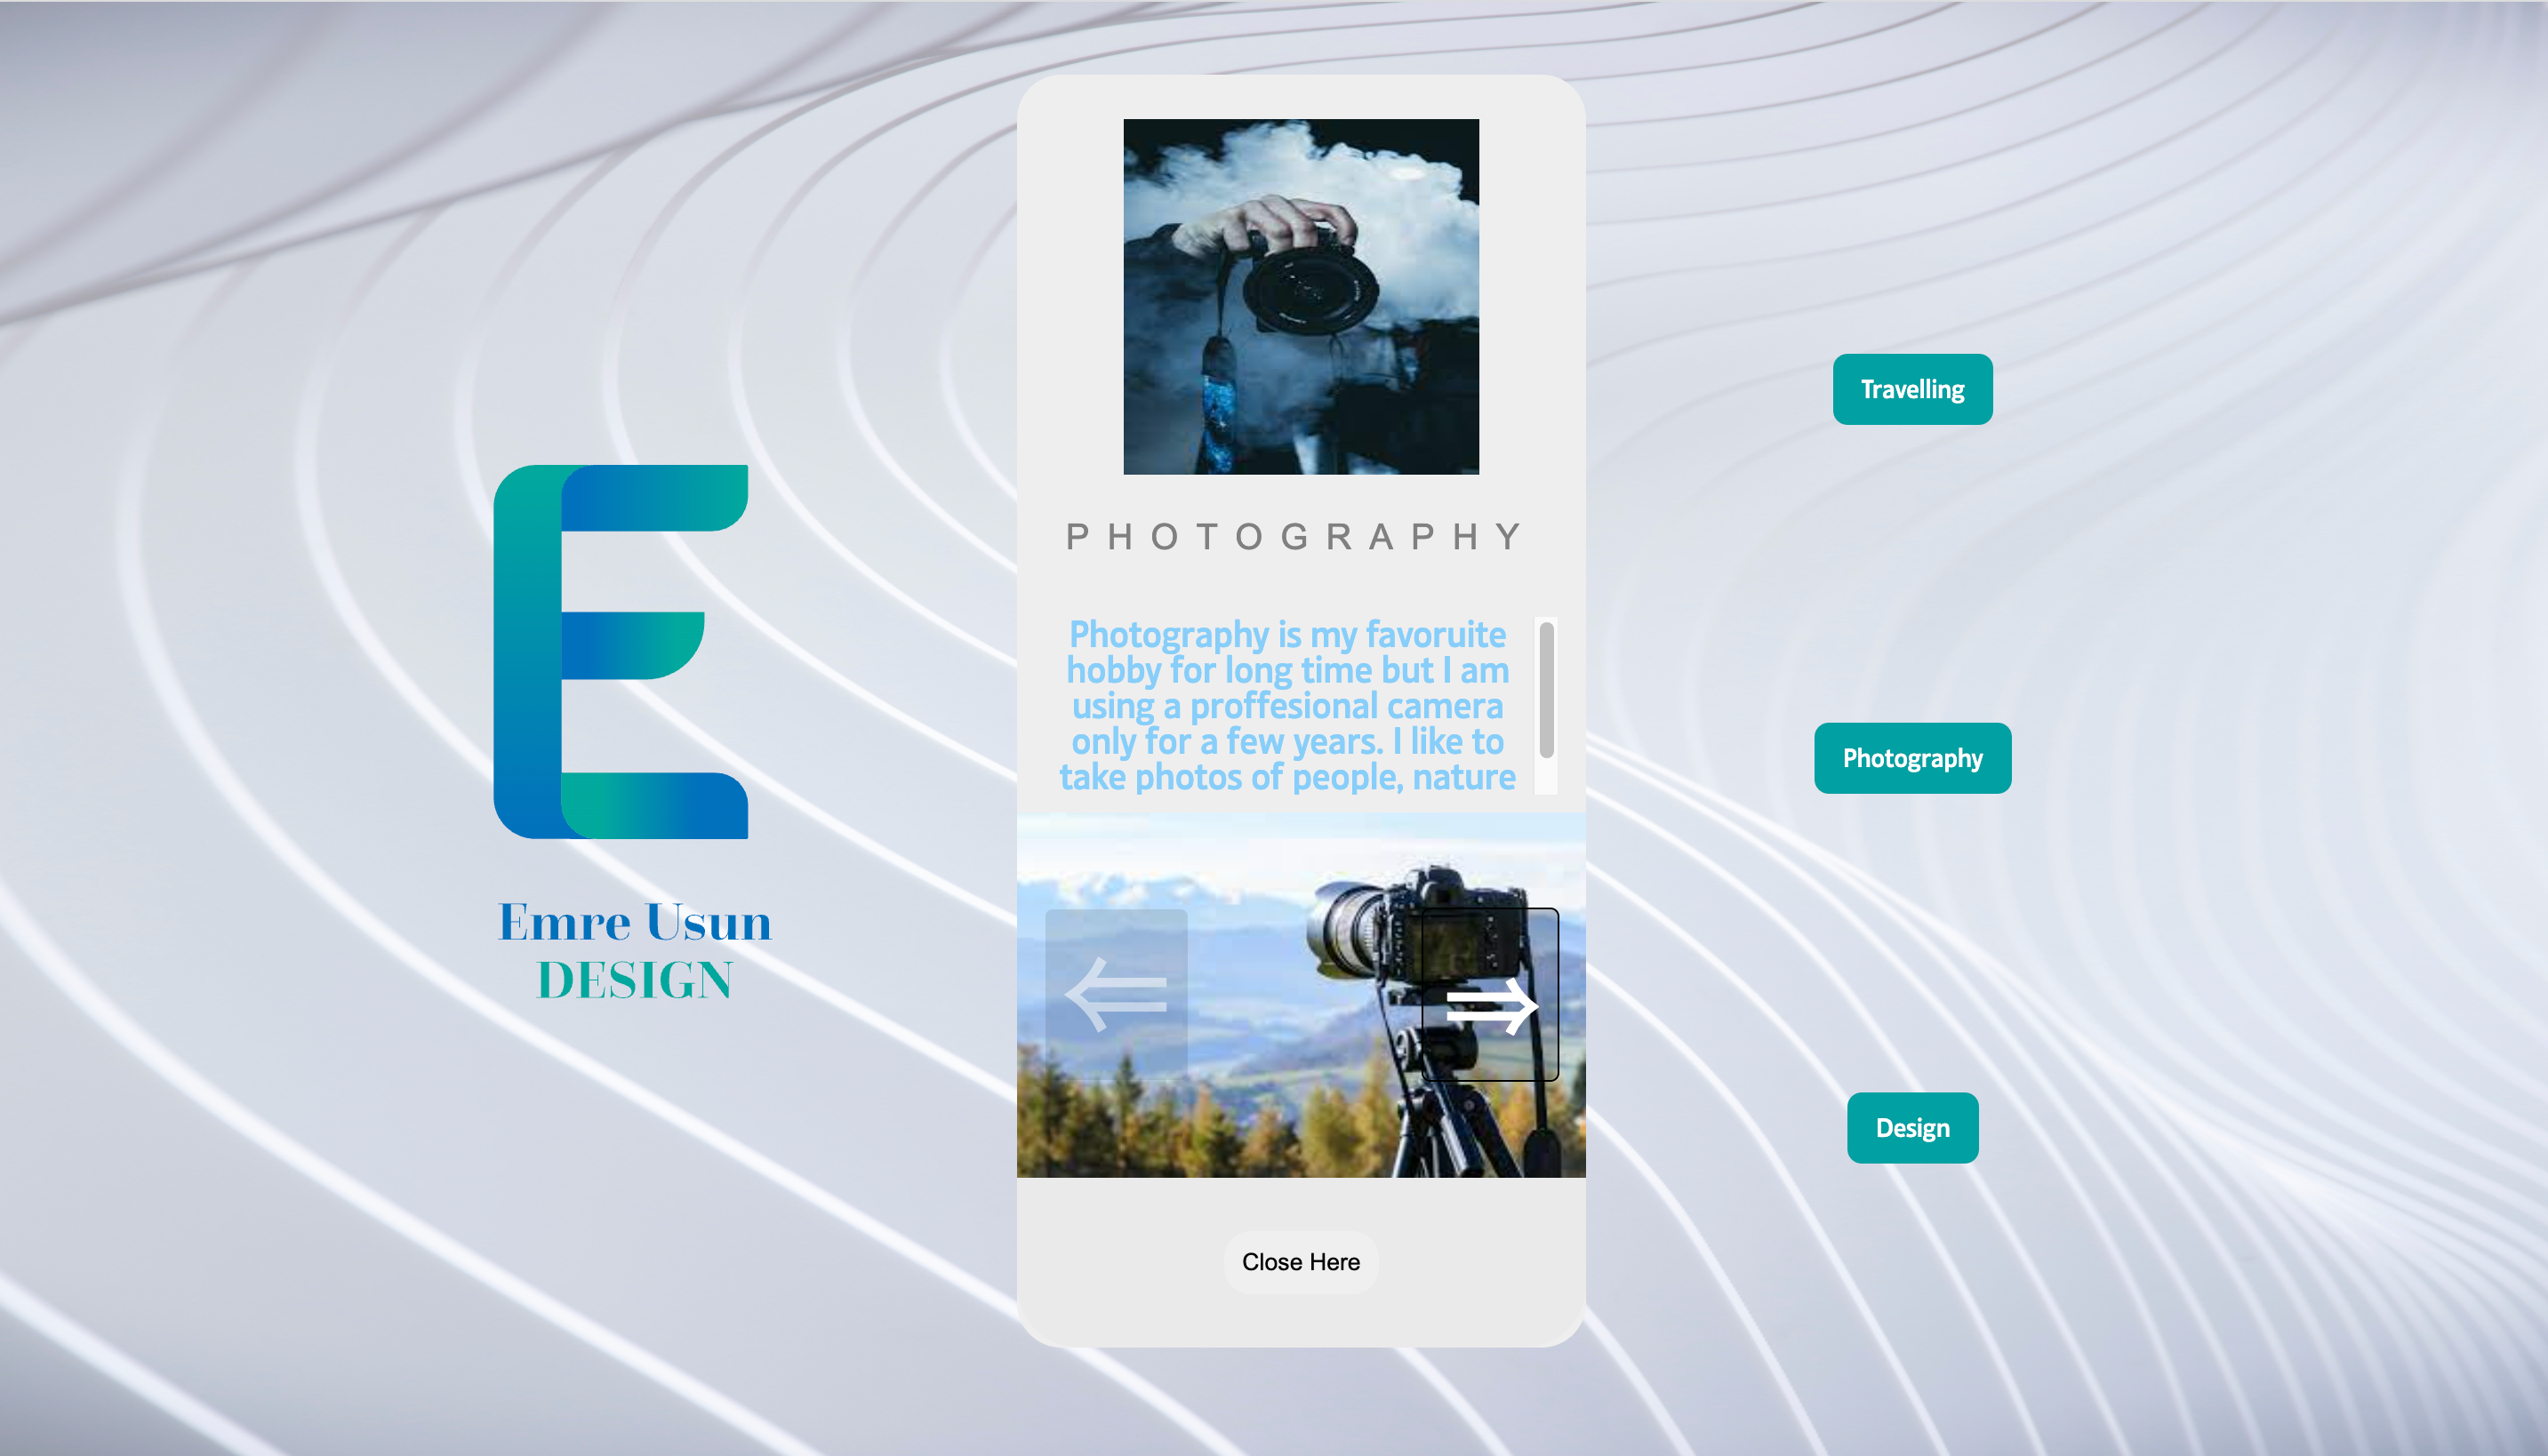 Emre Usun
DESIGN
PHOTOGRAPHY
Photography is my favoruite
hobby for long time but I am
using a proffesional camera
only for a few years. I like to
take photos of people, nature
Close Here
Travelling
Photography
Design